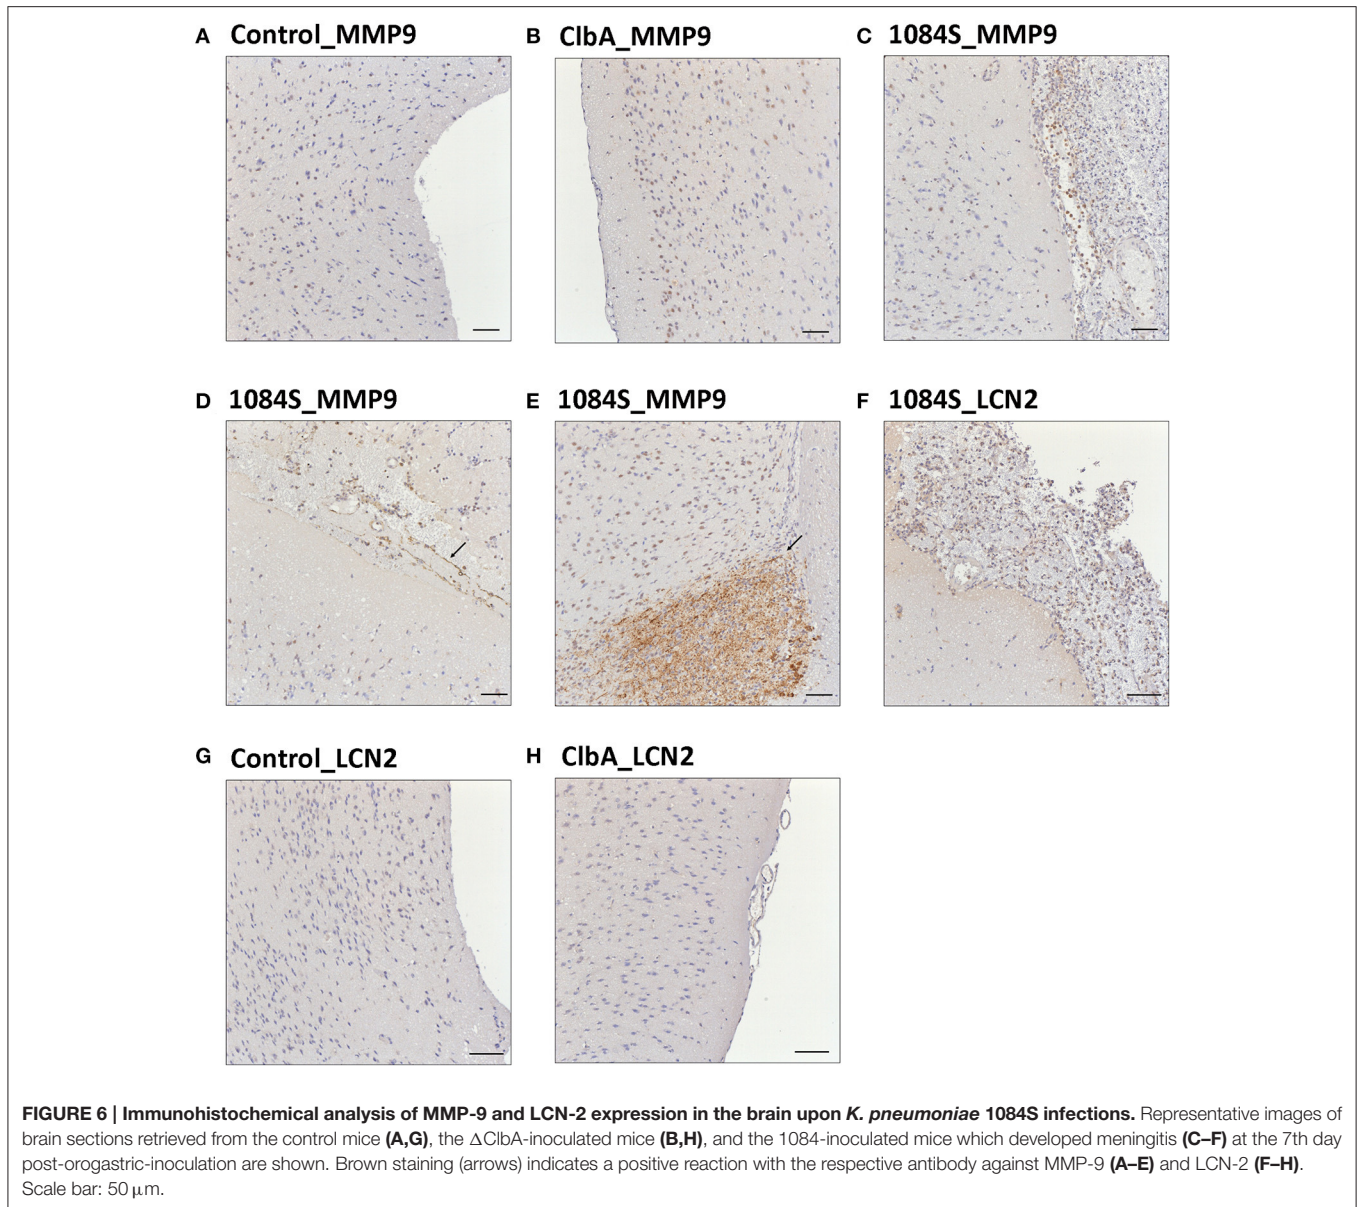 A Control_MMP9
B ClbA_MMP9
C 1084S_MMP9
D 1084S_MMP9
E 1084S_MMP9
F 1084S_LCN2
G Control_LCN2
H ClbA_LCN2
FIGURE 6 | Immunohistochemical analysis of MMP-9 and LCN-2 expression in the brain upon K. pneumoniae 1084S infections. Representative images of
brain sections retrieved from the control mice (A,G), the ΔClbA-inoculated mice (B,H), and the 1084-inoculated mice which developed meningitis (C–F) at the 7th day
post-orogastric-inoculation are shown. Brown staining (arrows) indicates a positive reaction with the respective antibody against MMP-9 (A–E) and LCN-2 (F–H).
Scale bar: 50 μm.